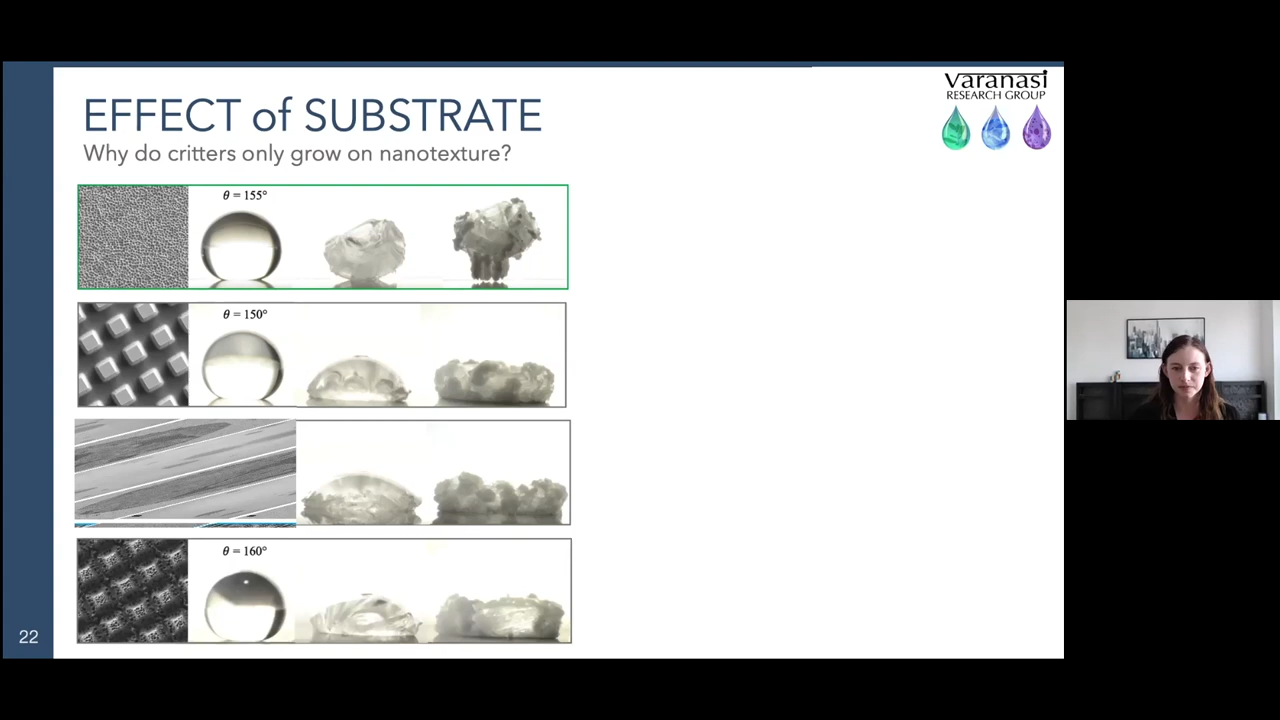 varanasi
RESEARCH GROUP
EFFECT of SUBSTRATE
Why do critters only grow on nanotexture?
θ = 155°
θ = 150°
θ = 160°
22